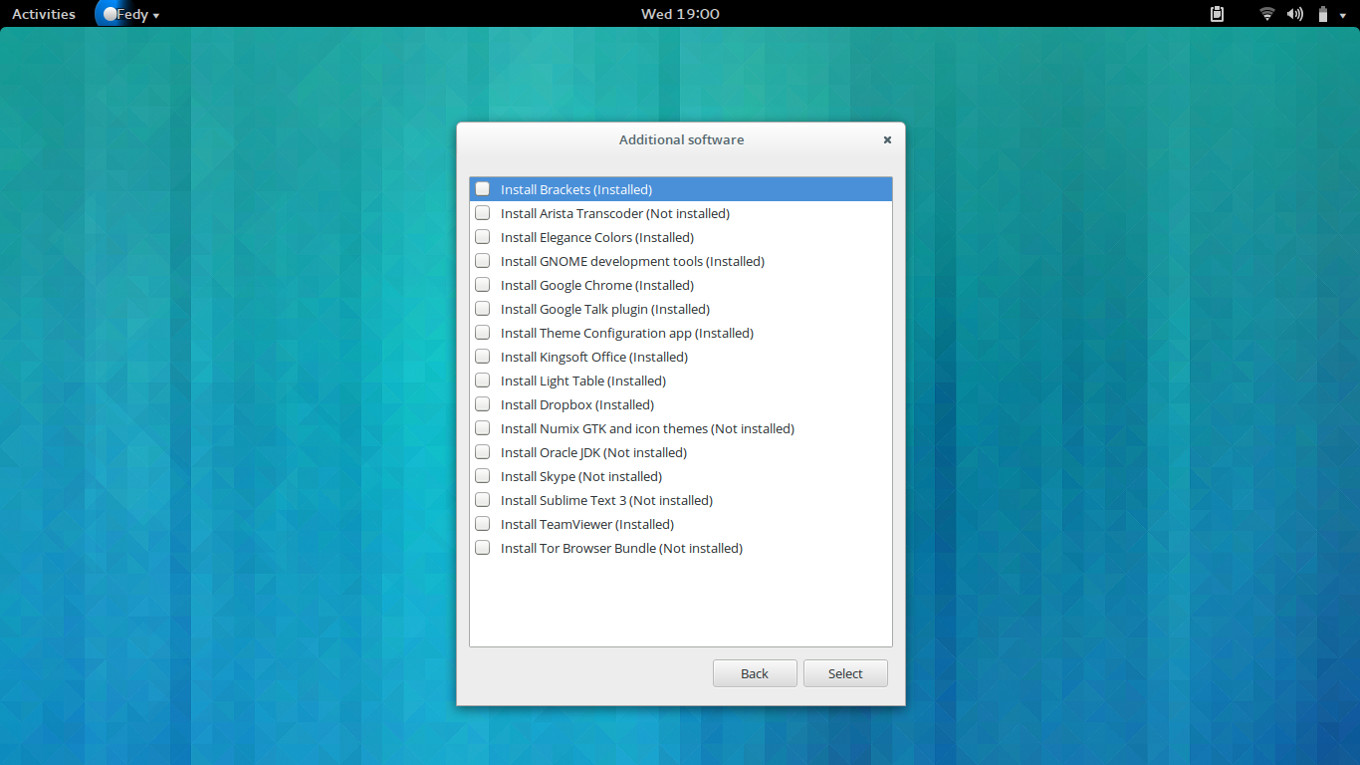 Activities
Fedy
Wed 19:00
Additional software
Install Brackets (Installed)
Install Arista Transcoder (Not installed)
Install Elegance Colors (Installed)
Install GNOME development tools (Installed)
Install Google Chrome (Installed)
Install Google Talk plugin (Installed)
Install Theme Configuration app (Installed)
Install Kingsoft Office (Installed)
Install Light Table (Installed)
Install Dropbox (Installed)
Install Numix GTK and icon themes (Not installed)
Install Oracle JDK (Not installed)
Install Skype (Not installed)
Install Sublime Text 3 (Not installed)
Install TeamViewer (Installed)
Install Tor Browser Bundle (Not installed)
Back
Select